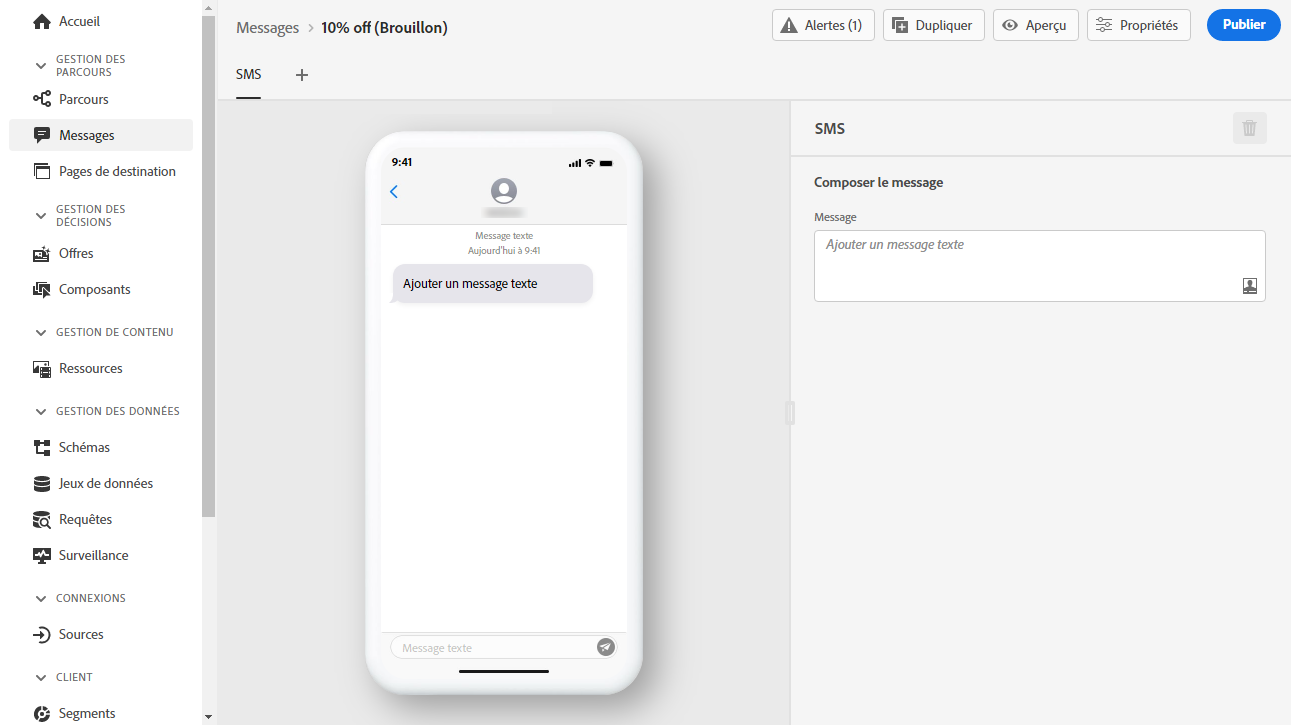 Accueil
GESTION DES
PARCOURS
Parcours
Messages
Pages de destination
GESTION DES
DÉCISIONS
Offres
Composants
GESTION DE CONTENU
Ressources
GESTION DES DONNÉES
Schémas
Jeux de données
Requêtes
Surveillance
CONNEXIONS
Sources
CLIENT
Segments
Messages > 10% off (Brouillon)
Alertes (1)
Dupliquer
Aperçu
Propriétés
Publier
SMS
9:41
Message texte
Aujourd'hui à 9:41
Ajouter un message texte
Message texte
SMS
Composer le message
Message
Ajouter un message texte